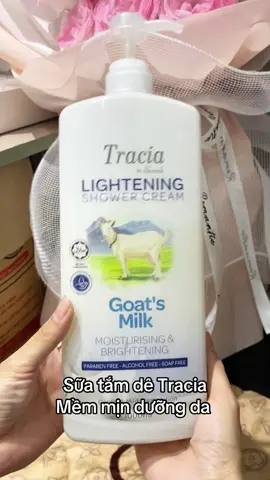 Tracia
LIGHTENING
SHOWER CREAM
Goat's
Milk
MOISTURISING &
BRIGHTENING
PARABEN FREE - ALCOHOL FREE - SOAP FREE
Sữa tắm dê Tracia
Mềm mịn dưỡng da